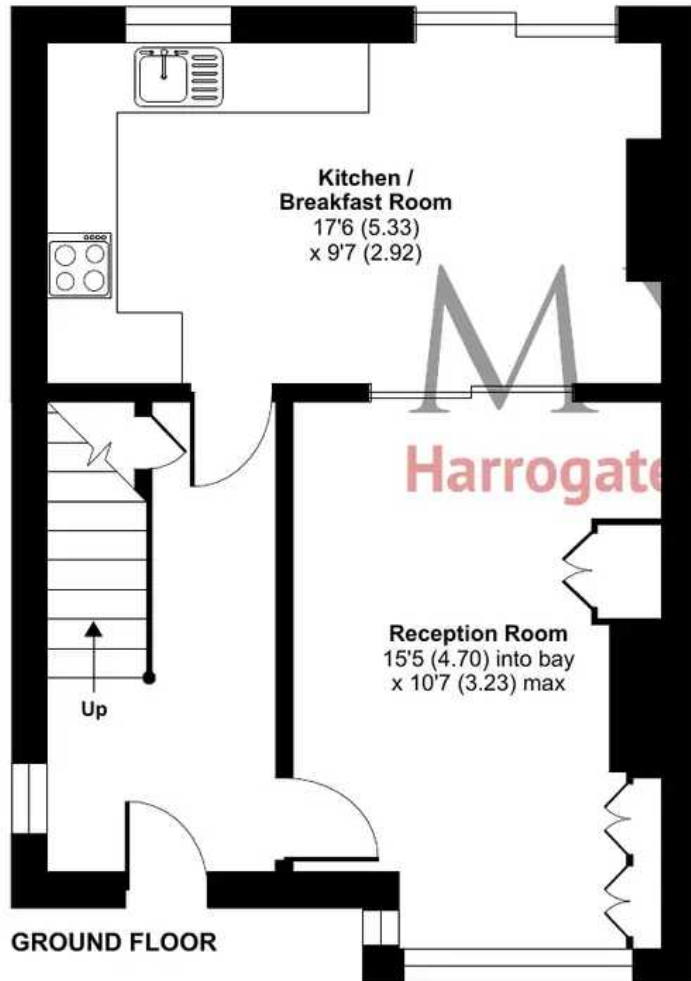 Kitchen /
Breakfast Room
17'6 (5.33)
x 9'7 (2.92)
M
Harrogate
Reception Room
15'5 (4.70) into bay
x 10'7 (3.23) max
Up
GROUND FLOOR